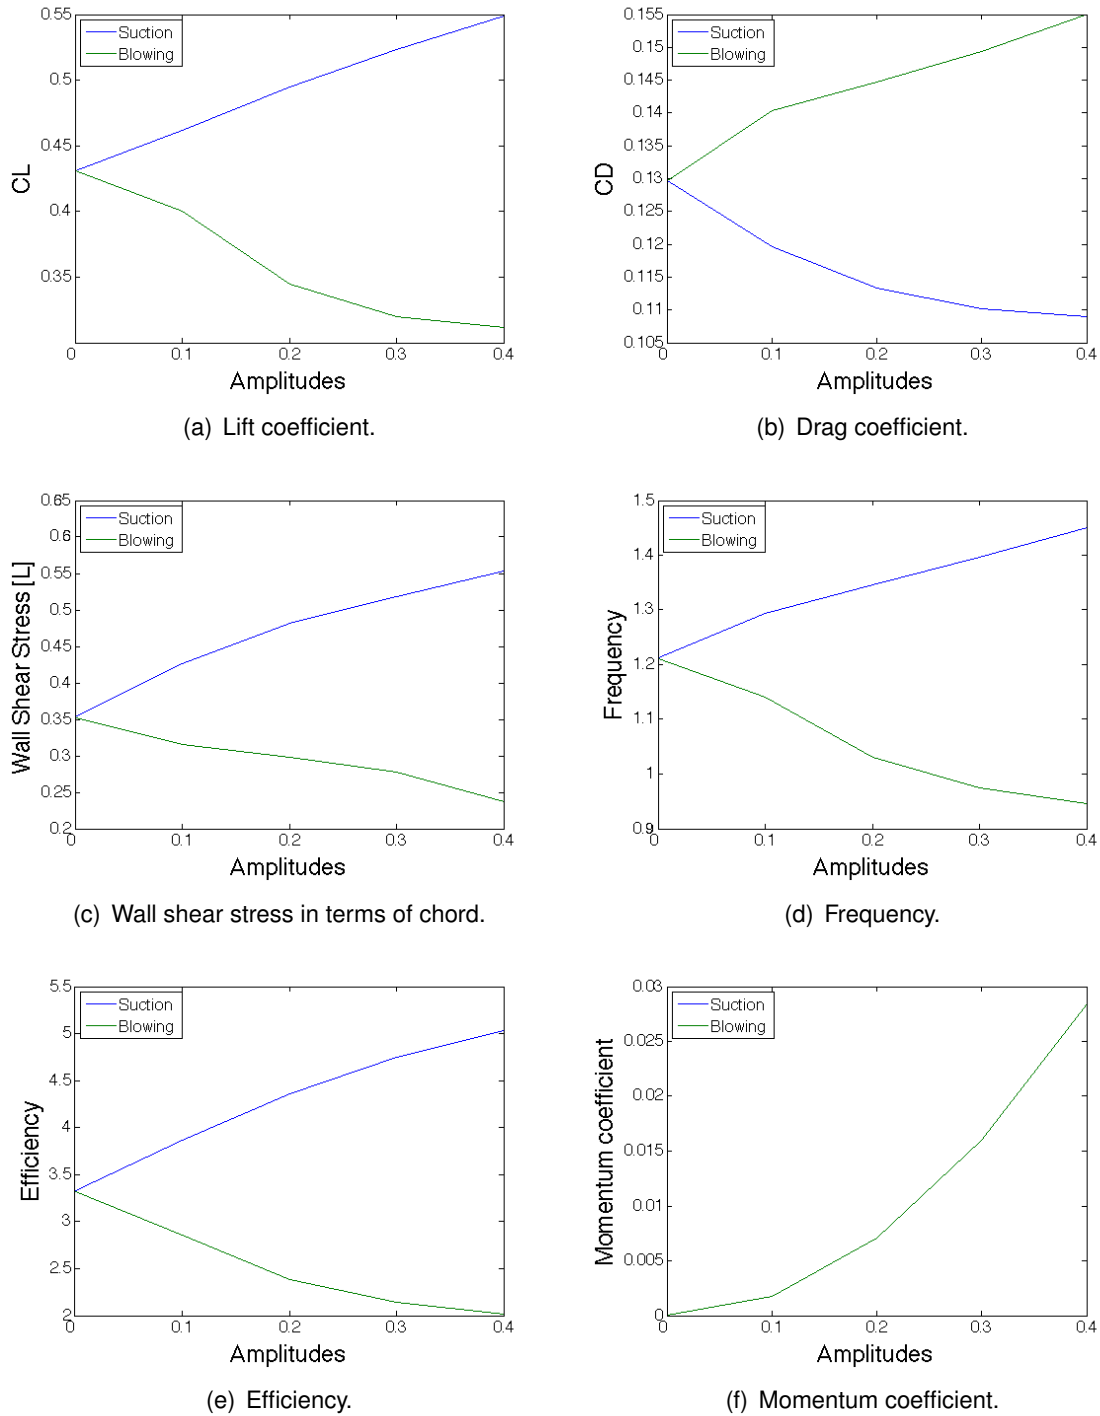 0.55
0.5
0.45
0.4
0.35
0 0.1 0.2 0.3 0.4
CL
Amplitudes
Suction
Blowing
(a) Lift coefficient.
0.155
0.15
0.145
0.14
0.135
0.13
0.125
0.12
0.115
0.11
0.105
0 0.1 0.2 0.3 0.4
CD
Amplitudes
Suction
Blowing
(b) Drag coefficient.
0.65
0.6
0.55
0.5
0.45
0.4
0.35
0.3
0.25
0.2
0 0.1 0.2 0.3 0.4
Wall Shear Stress [L]
Amplitudes
Suction
Blowing
(c) Wall shear stress in terms of chord.
1.5
1.4
1.3
1.2
1.1
1
0.9
0 0.1 0.2 0.3 0.4
Frequency
Amplitudes
Suction
Blowing
(d) Frequency.
5.5
5
4.5
4
3.5
3
2.5
2
0 0.1 0.2 0.3 0.4
Efficiency
Amplitudes
Suction
Blowing
(e) Efficiency.
0.03
0.025
0.02
0.015
0.01
0.005
0
0 0.1 0.2 0.3 0.4
Momentum coefficient
Amplitudes
Suction
Blowing
(f) Momentum coefficient.